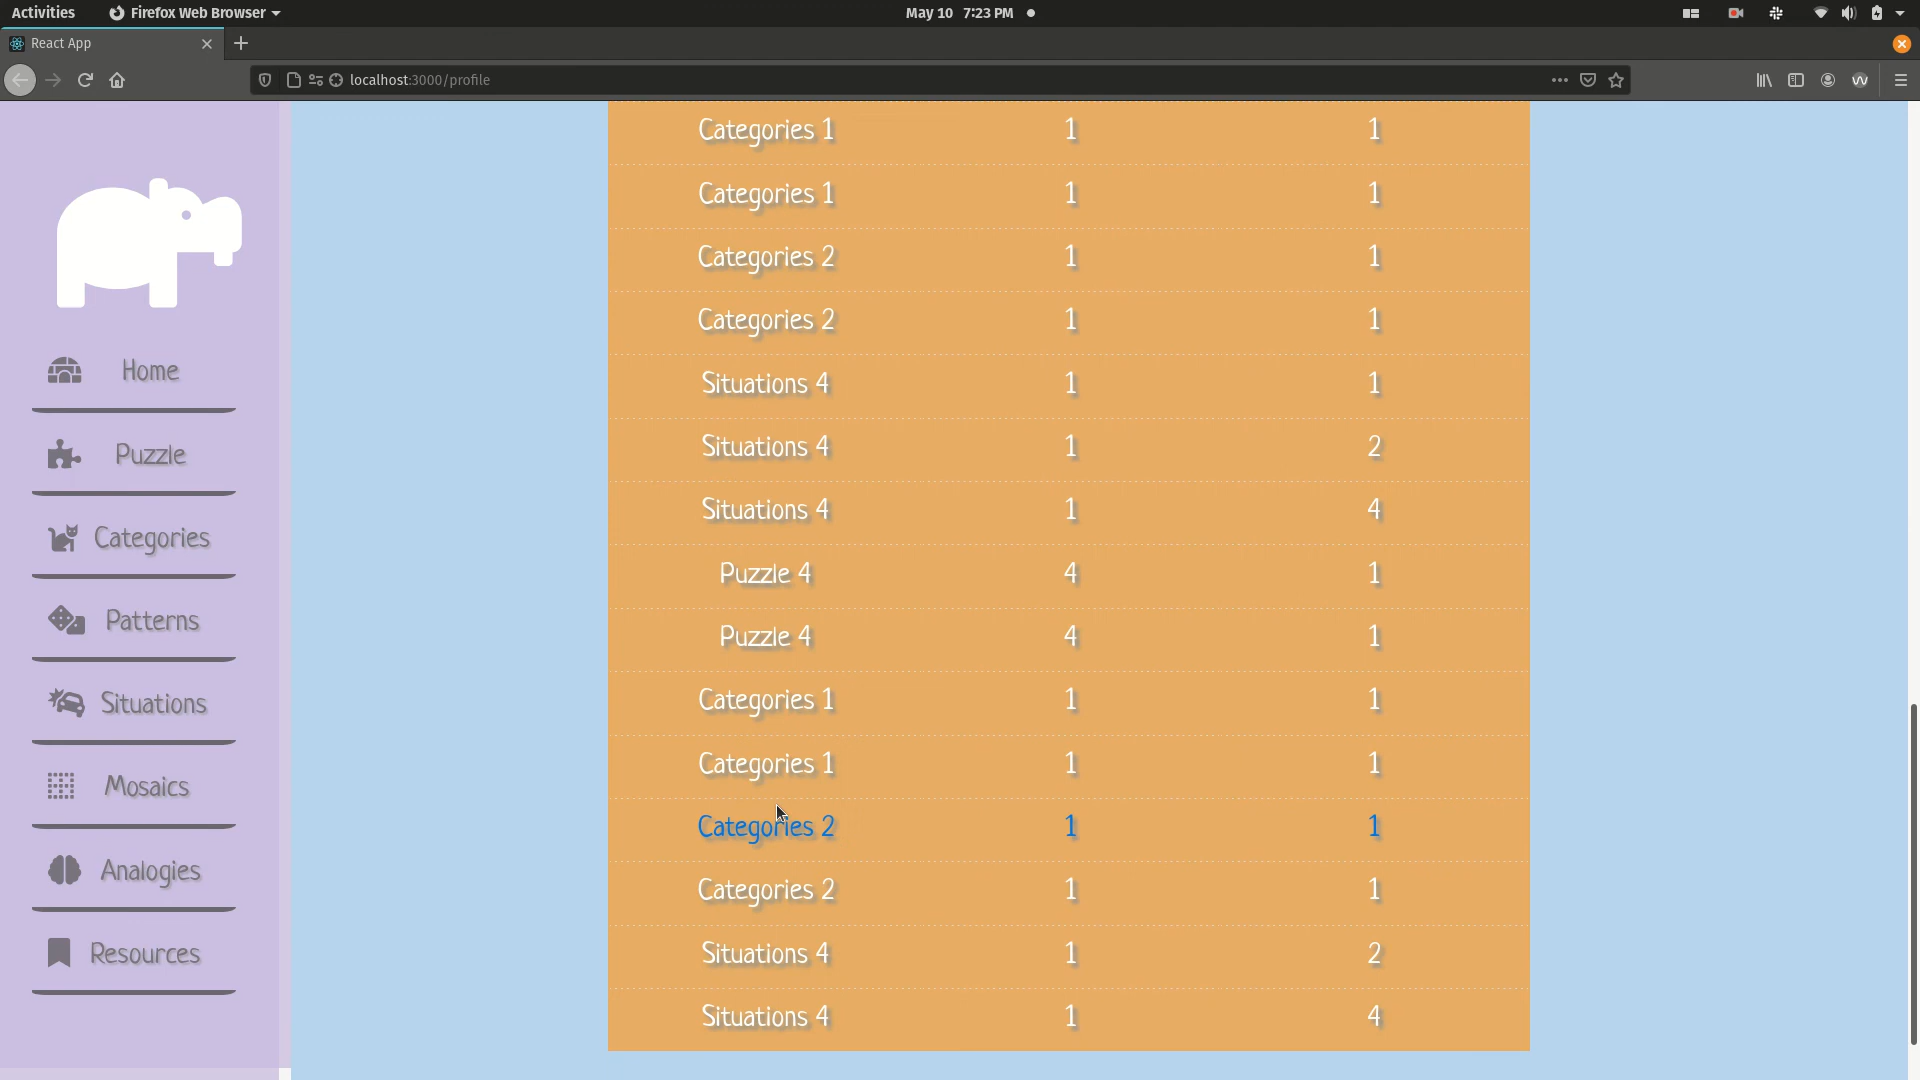 Activities Firefox Web Browser May 10 7:23 PM
React App
localhost:3000/profile
Home
Puzzle
Categories
Patterns
Situations
Mosaics
Analogies
Resources
Categories 1 1 1
Categories 1 1 1
Categories 2 1 1
Categories 2 1 1
Situations 4 1 1
Situations 4 1 2
Situations 4 1 4
Puzzle 4 4 1
Puzzle 4 4 1
Categories 1 1 1
Categories 1 1 1
Categories 2 1 1
Categories 2 1 1
Situations 4 1 2
Situations 4 1 4